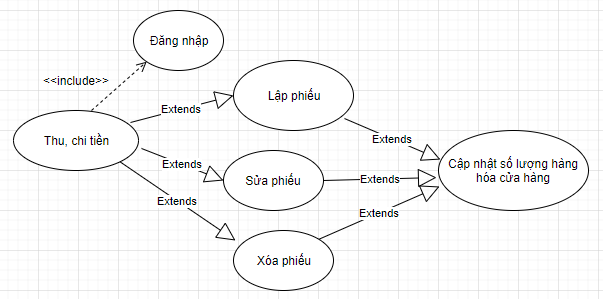 Đăng nhập
<<include>>
Lập phiếu
Extends
Thu, chi tiền
Extends
Cập nhật số lượng hàng
hóa cửa hàng
Extends
Sửa phiếu
Extends
Extends
Extends
Xóa phiếu